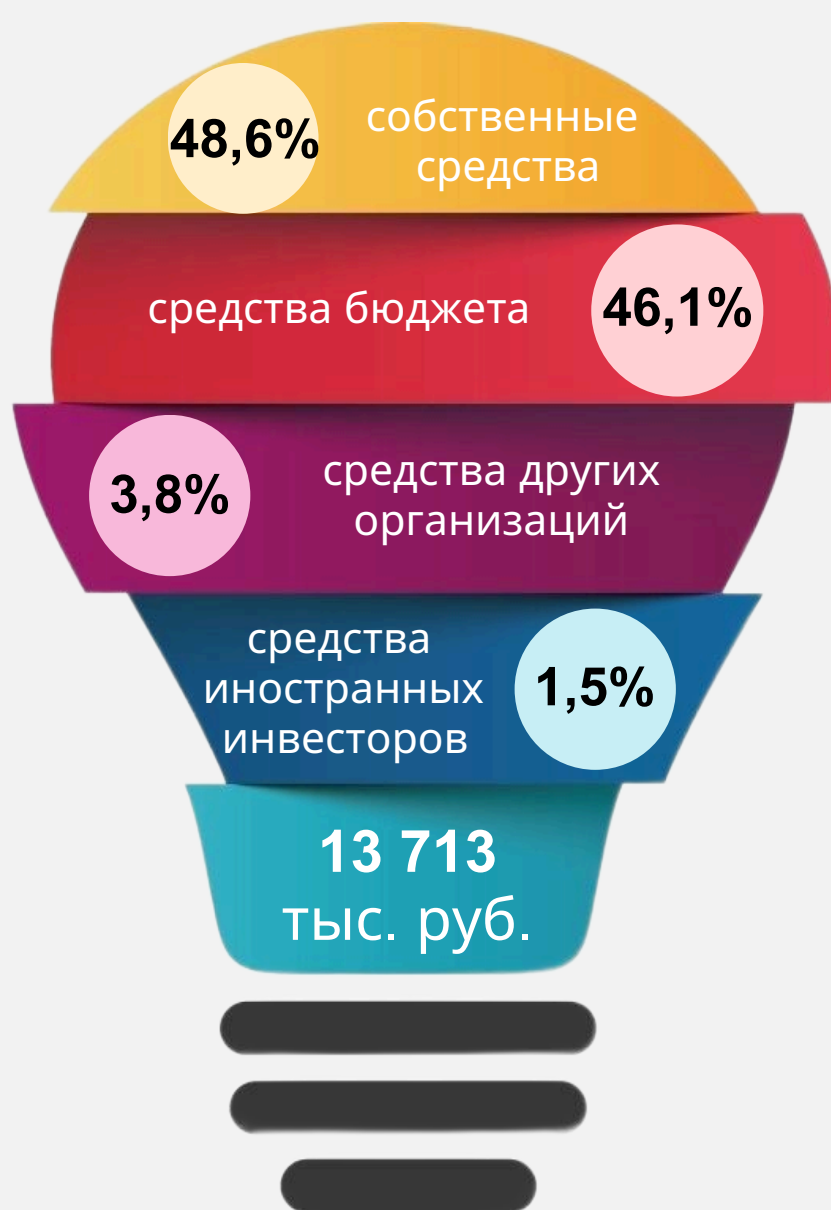 48,6%
собственные
средства
средства бюджета
46,1%
3,8%
средства других
организаций
средства
иностранных
инвесторов
1,5%
13 713
тыс. руб.